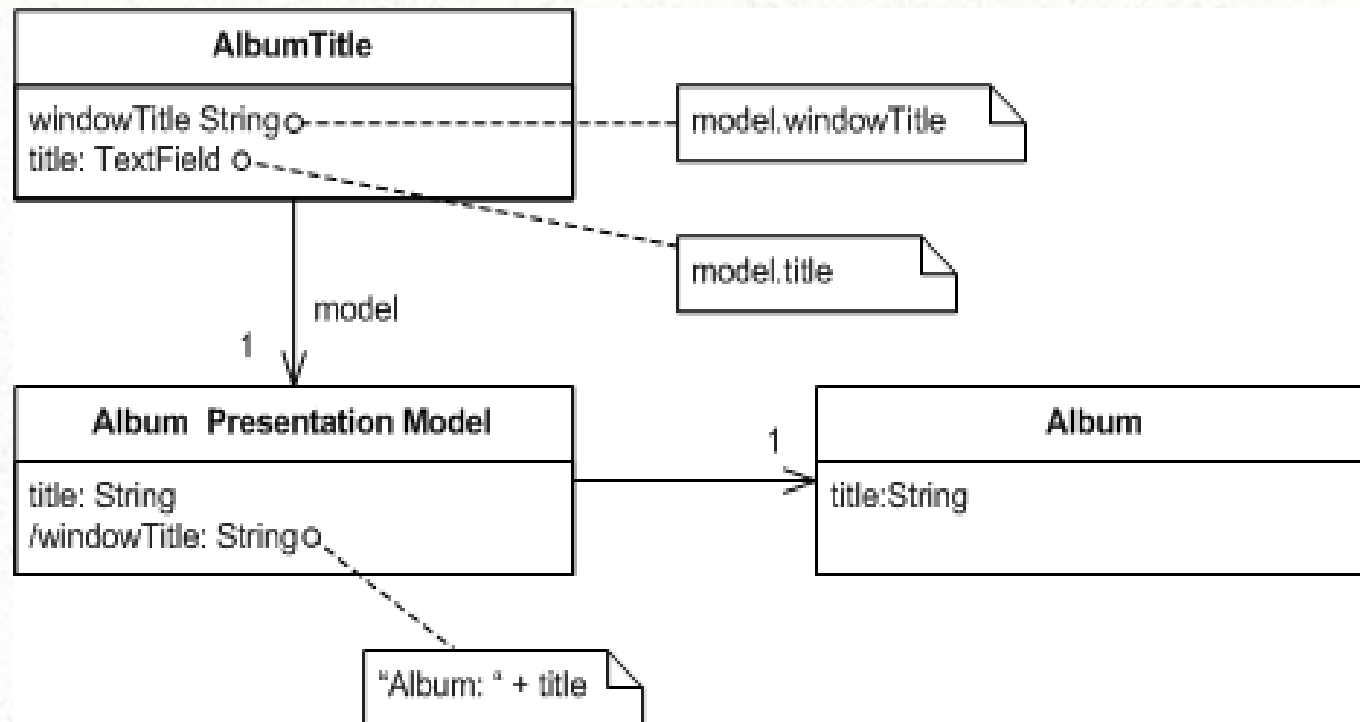 AlbumTitle
windowTitle String
title: TextField
model.windowTitle
model.title
model
1
Album Presentation Model
title: String
/windowTitle: String
"Album: “ + title
1
Album
title:String